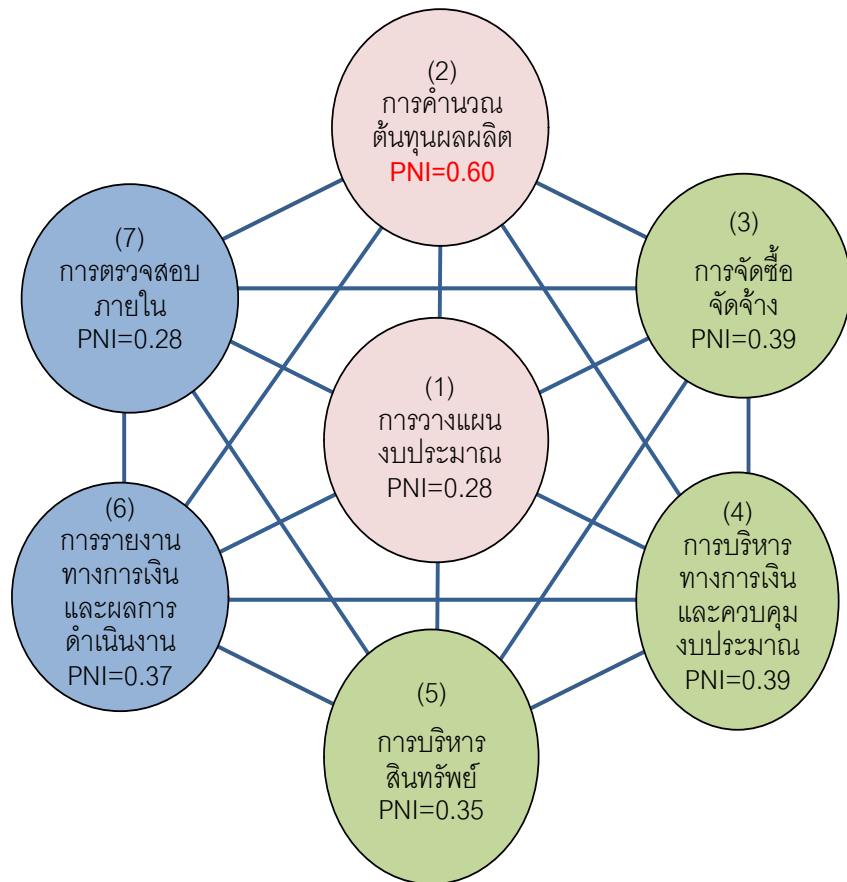 (2)
การคำนวณ
ต้นทุนผลผลิต
PNI=0.60
(7)
การตรวจสอบ
ภายใน
PNI=0.28
(3)
การจัดซื้อ
จัดจ้าง
PNI=0.39
(1)
การวางแผน
งบประมาณ
PNI=0.28
(6)
การรายงาน
ทางการเงิน
และผลการ
ดำเนินงาน
PNI=0.37
(4)
การบริหาร
ทางการเงิน
และควบคุม
งบประมาณ
PNI=0.39
(5)
การบริหาร
สินทรัพย์
PNI=0.35